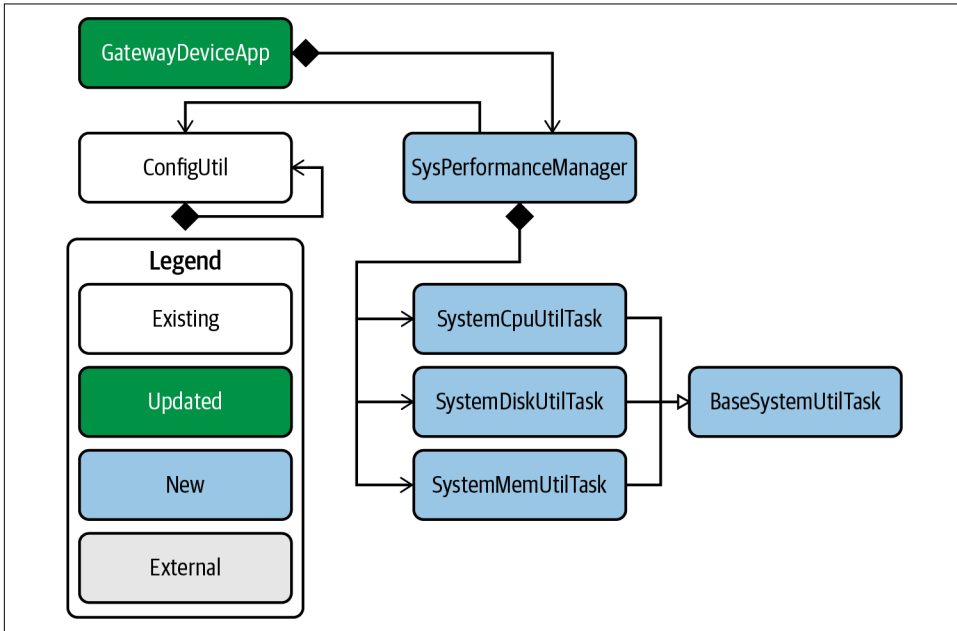 GatewayDeviceApp
ConfigUtil
SysPerformanceManager
Legend
Existing
Updated
New
External
SystemCpuUtilTask
SystemDiskUtilTask
SystemMemUtilTask
BaseSystemUtilTask